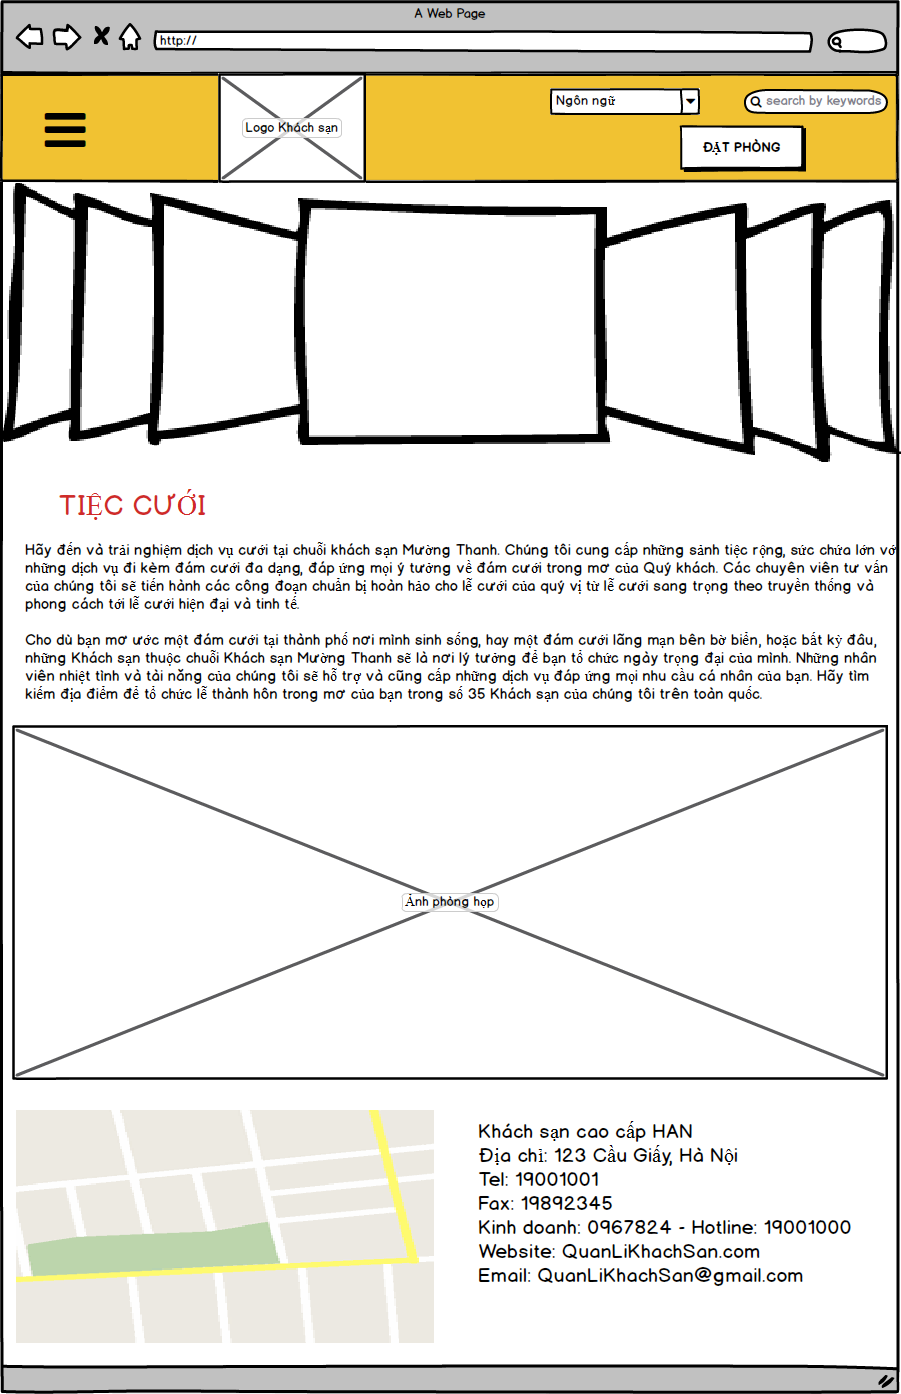 A Web Page
http://
Logo Khách sạn
Ngôn ngữ
search by keywords
ĐẶT PHÒNG
TIỆC CƯỚI
Hãy đến và trải nghiệm dịch vụ cưới tại chuỗi khách sạn Mường Thanh. Chúng tôi cung cấp những sảnh tiệc rộng, sức chứa lớn vớ
những dịch vụ đi kèm đám cưới đa dạng, đáp ứng mọi ý tưởng về đám cưới trong mơ của Quý khách. Các chuyên viên tư vấn
của chúng tôi sẽ tiến hành các công đoạn chuẩn bị hoàn hảo cho lễ cưới của quý vị từ lễ cưới sang trọng theo truyền thống và
phong cách tới lễ cưới hiện đại và tinh tế.
Cho dù bạn mơ ước một đám cưới tại thành phố nơi mình sinh sống, hay một đám cưới lãng mạn bên bờ biển, hoặc bất kỳ đâu,
những Khách sạn thuộc chuỗi Khách sạn Mường Thanh sẽ là nơi lý tưởng để bạn tổ chức ngày trọng đại của mình. Những nhân
viên nhiệt tình và tài năng của chúng tôi sẽ hỗ trợ và cũng cấp những dịch vụ đáp ứng mọi nhu cầu cá nhân của bạn. Hãy tìm
kiếm địa điểm để tổ chức lễ thành hôn trong mơ của bạn trong số 35 Khách sạn của chúng tôi trên toàn quốc.
Ảnh phòng họp
Khách sạn cao cấp HAN
Địa chỉ: 123 Cầu Giấy, Hà Nội
Tel: 19001001
Fax: 19892345
Kinh doanh: 0967824 - Hotline: 19001000
Website: QuanLiKhachSan.com
Email: QuanLiKhachSan@gmail.com